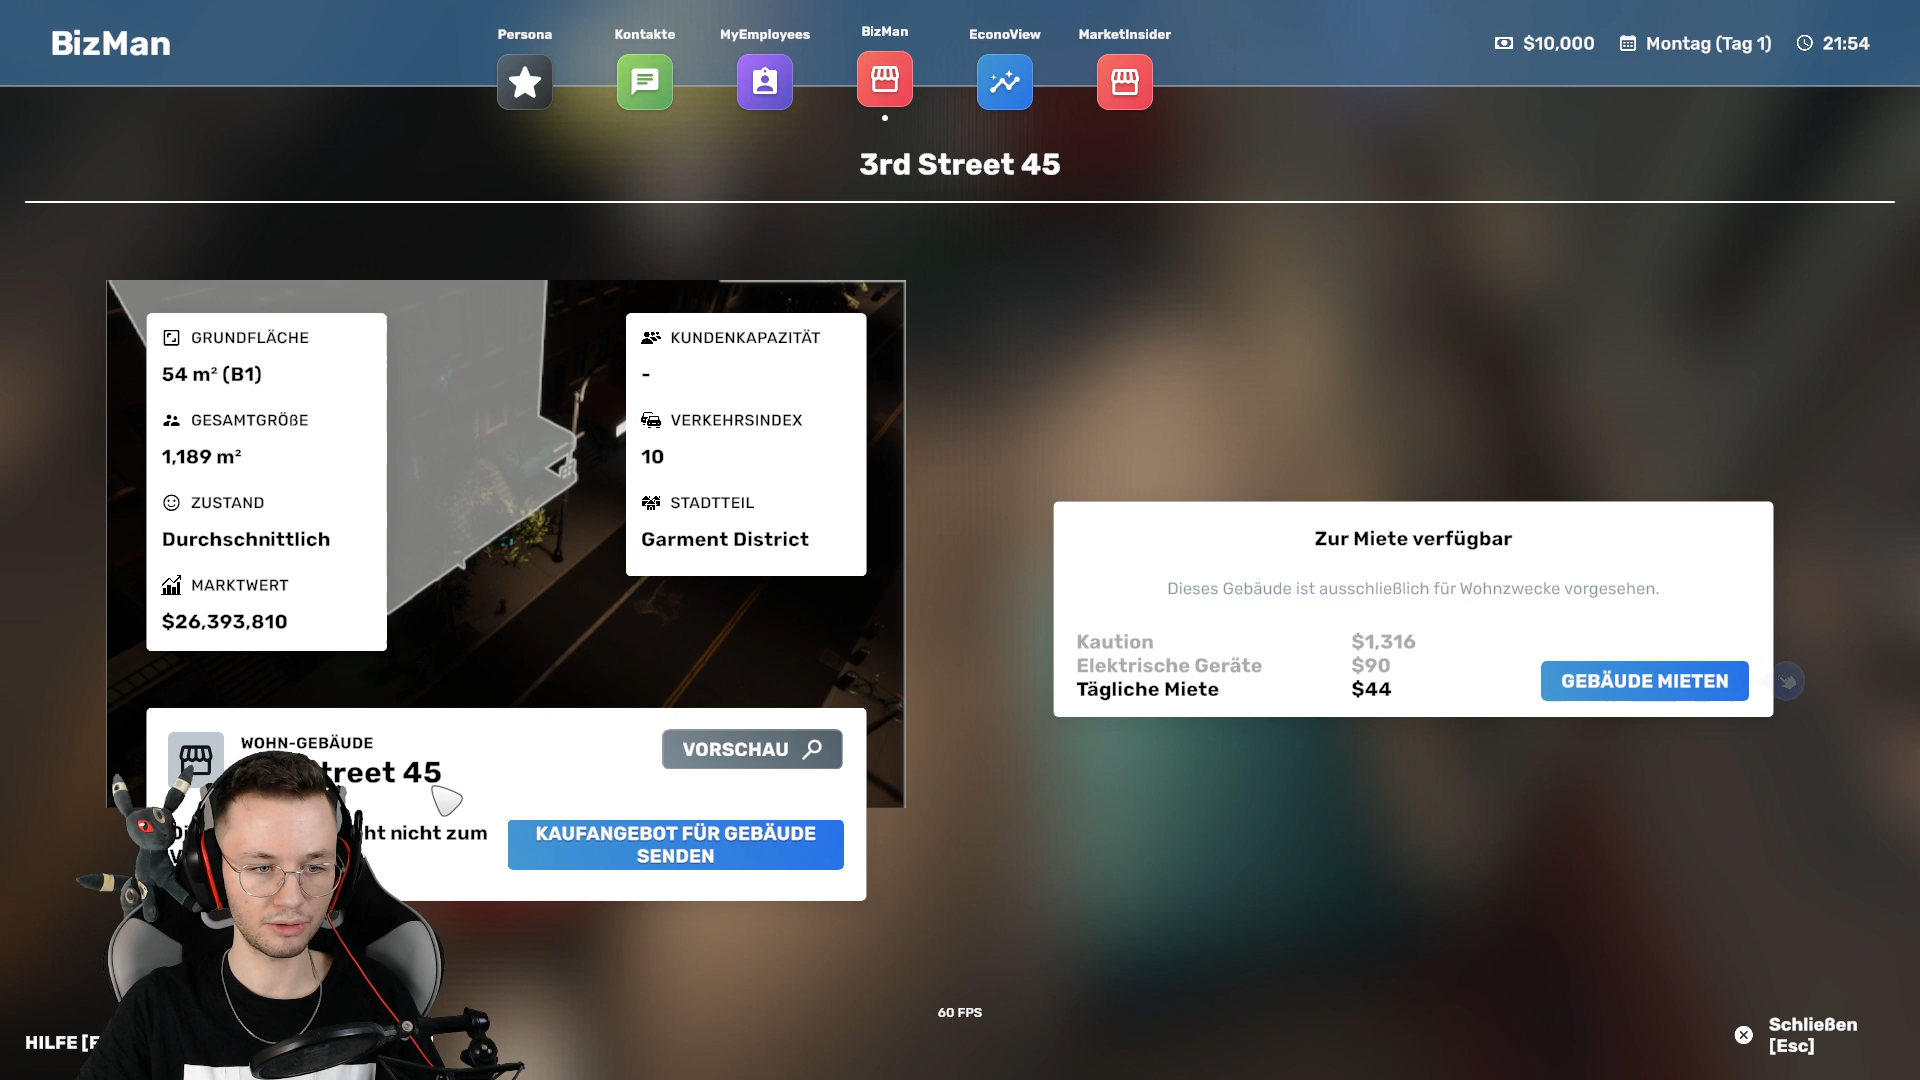 BizMan
Persona
Kontakte
MyEmployees
BizMan
EconoView
MarketInsider
$10,000
Montag (Tag 1)
21:54
3rd Street 45
GRUNDFLÄCHE
54 m² (B1)
GESAMTGRÖßE
1,189 m²
ZUSTAND
Durchschnittlich
MARKTWERT
$26,393,810
KUNDENKAPAZITÄT
-
VERKEHRSINDEX
10
STADTTEIL
Garment District
Zur Miete verfügbar
Dieses Gebäude ist ausschließlich für Wohnzwecke vorgesehen.
Kaution $1,316
Elektrische Geräte $90
Tägliche Miete $44
GEBÄUDE MIETEN
WOHN-GEBÄUDE
treet 45
VORSCHAU
ht nicht zum
KAUFANGEBOT FÜR GEBÄUDE
SENDEN
60 FPS
HILFE [F
Schließen
[Esc]